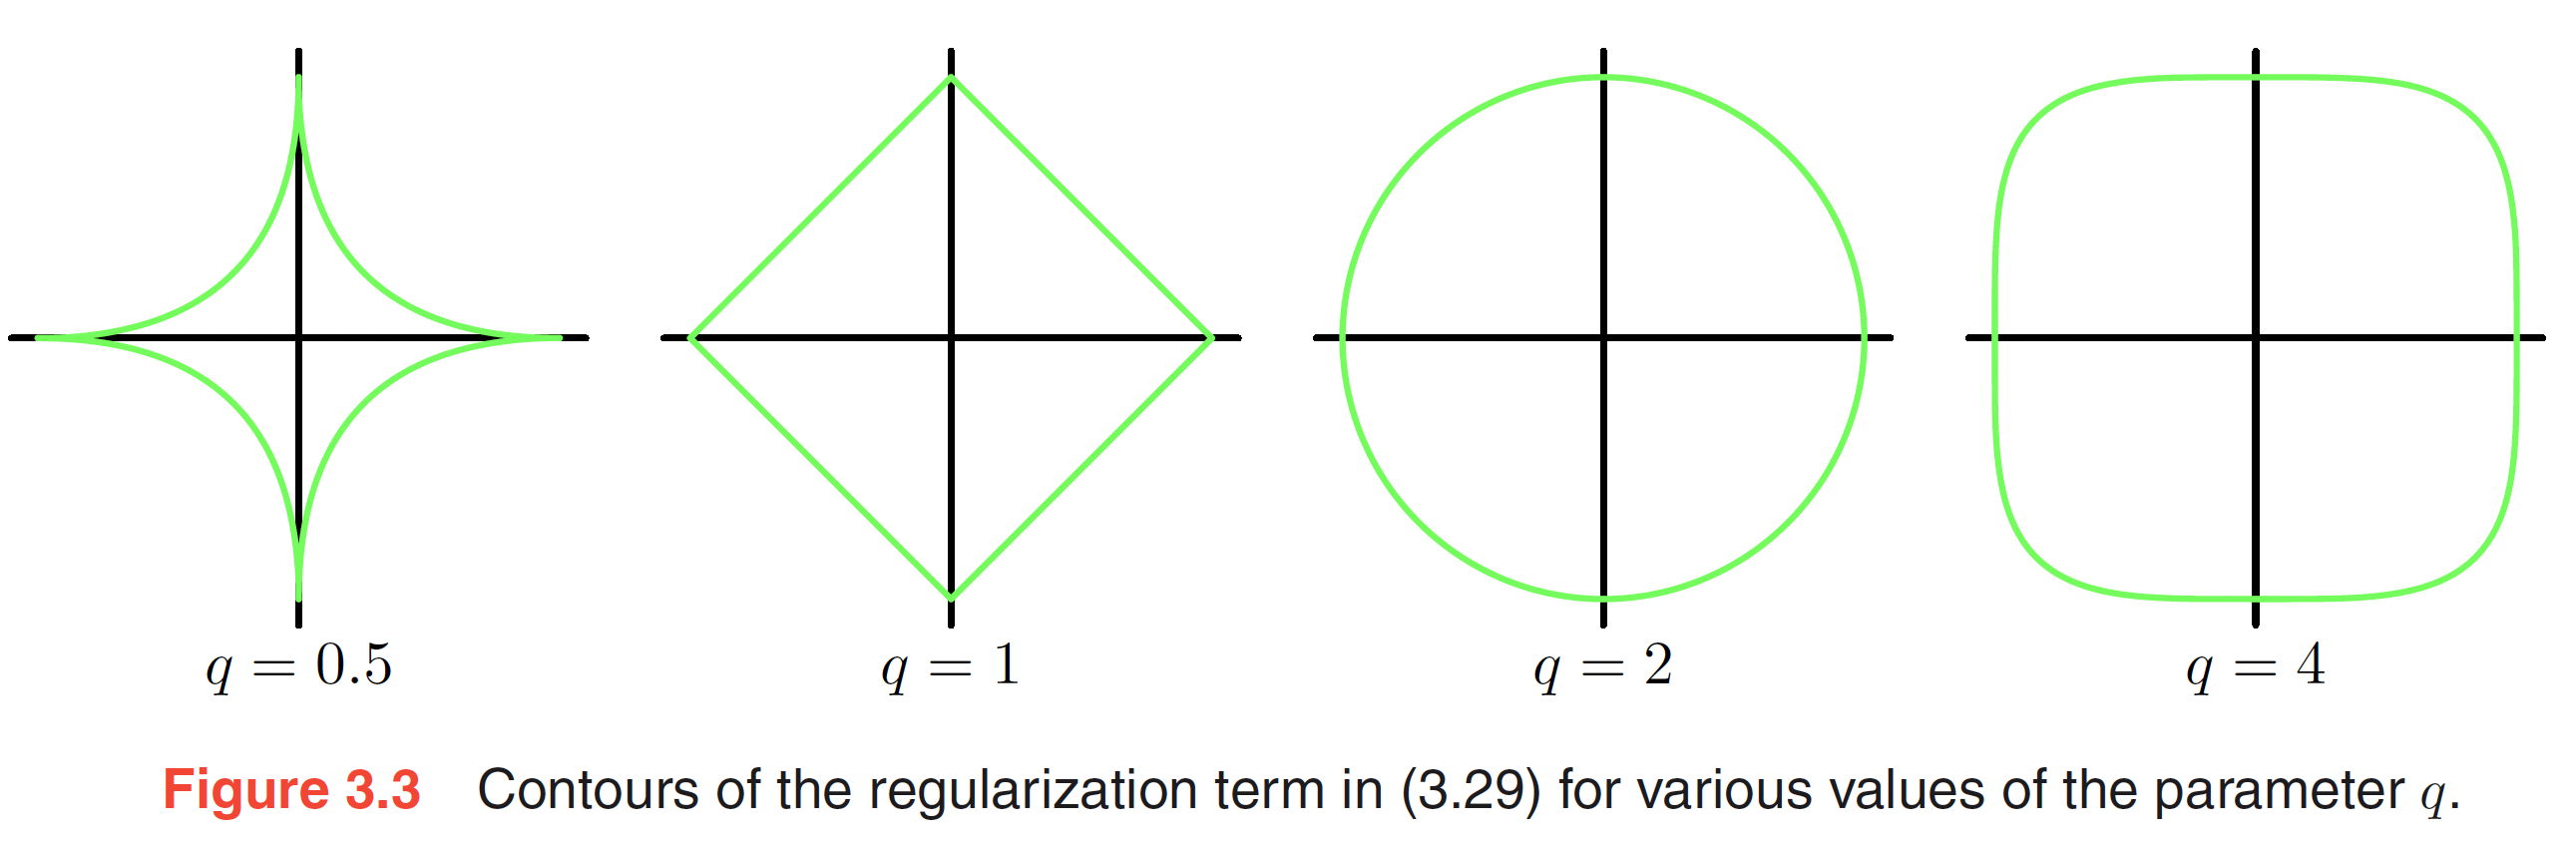 q = 0.5 q = 1 q = 2 q = 4
Figure 3.3 Contours of the regularization term in (3.29) for various values of the parameter q.